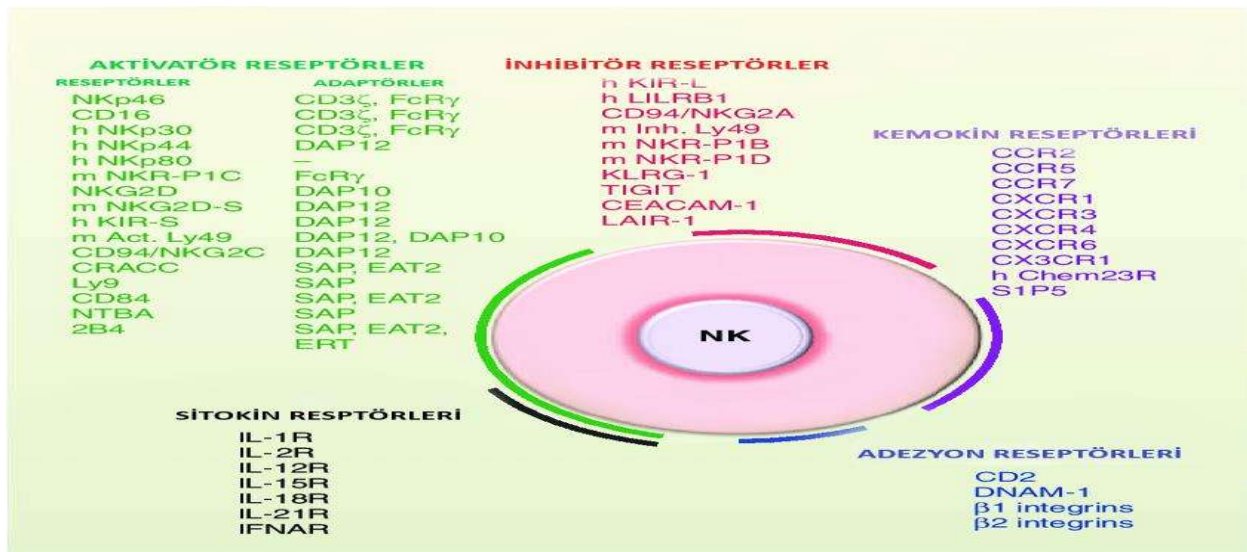 AKTİVATÖR RESEPTÖRLER
RESEPTÖRLER ADAPTÖRLER
NKp46 CD3ζ, FcRγ
CD16 CD3ζ, FcRγ
h NKp30 CD3ζ, FcRγ
h NKp44 DAP12
h NKp80 –
m NKR-P1C FcRγ
NKG2D DAP10
m NKG2D-S DAP12
h KIR-S DAP12
m Act. Ly49 DAP12, DAP10
CD94/NKG2C DAP12
CRACC SAP, EAT2
Ly9 SAP
CD84 SAP, EAT2
NTBA SAP
2B4 SAP, EAT2,
ERT
İNHİBİTÖR RESEPTÖRLER
h KIR-L
h LILRB1
CD94/NKG2A
m Inh. Ly49
m NKR-P1B
m NKR-P1D
KLRG-1
TIGIT
CEACAM-1
LAIR-1
KEMOKİN RESEPTÖRLERİ
CCR2
CCR5
CCR7
CXCR1
CXCR3
CXCR4
CXCR6
CX3CR1
h Chem23R
S1P5
NK
SİTOKİN RESPTÖRLERİ
IL-1R
IL-2R
IL-12R
IL-15R
IL-18R
IL-21R
IFNAR
ADEZYON RESEPTÖRLERİ
CD2
DNAM-1
β1 integrins
β2 integrins